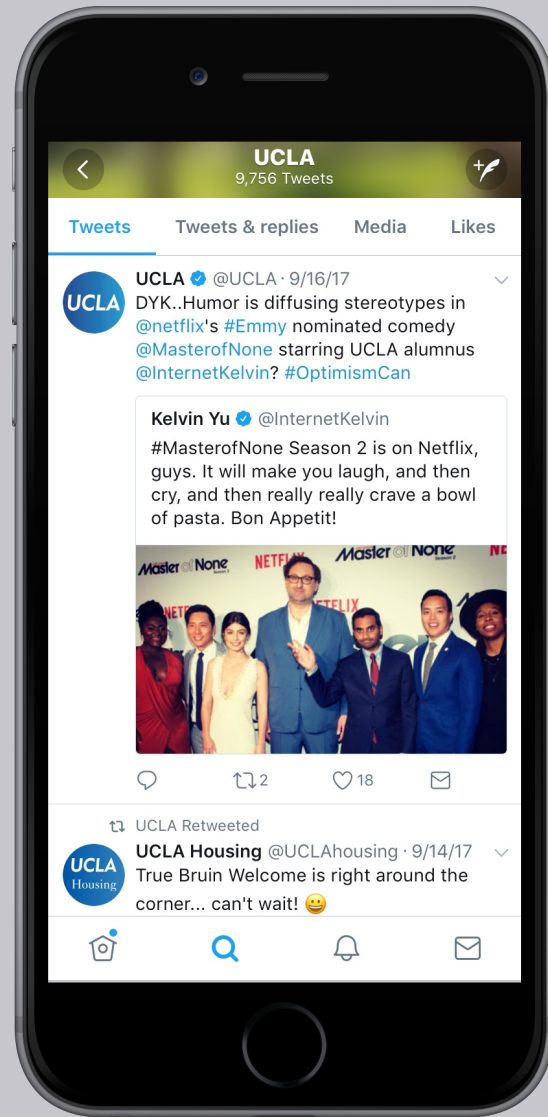 UCLA
9,756 Tweets
Tweets
Tweets & replies
Media
Likes
UCLA
UCLA @UCLA · 9/16/17
DYK..Humor is diffusing stereotypes in
@netflix's #Emmy nominated comedy
@MasterofNone starring UCLA alumnus
@InternetKelvin? #OptimismCan
Kelvin Yu @InternetKelvin
#MasterofNone Season 2 is on Netflix,
guys. It will make you laugh, and then
cry, and then really really crave a bowl
of pasta. Bon Appetit!
Master of None
NETFLIX
Master of None
2
18
UCLA Retweeted
UCLA
Housing
UCLA Housing @UCLAhousing · 9/14/17
True Bruin Welcome is right around the
corner... can't wait! 😀